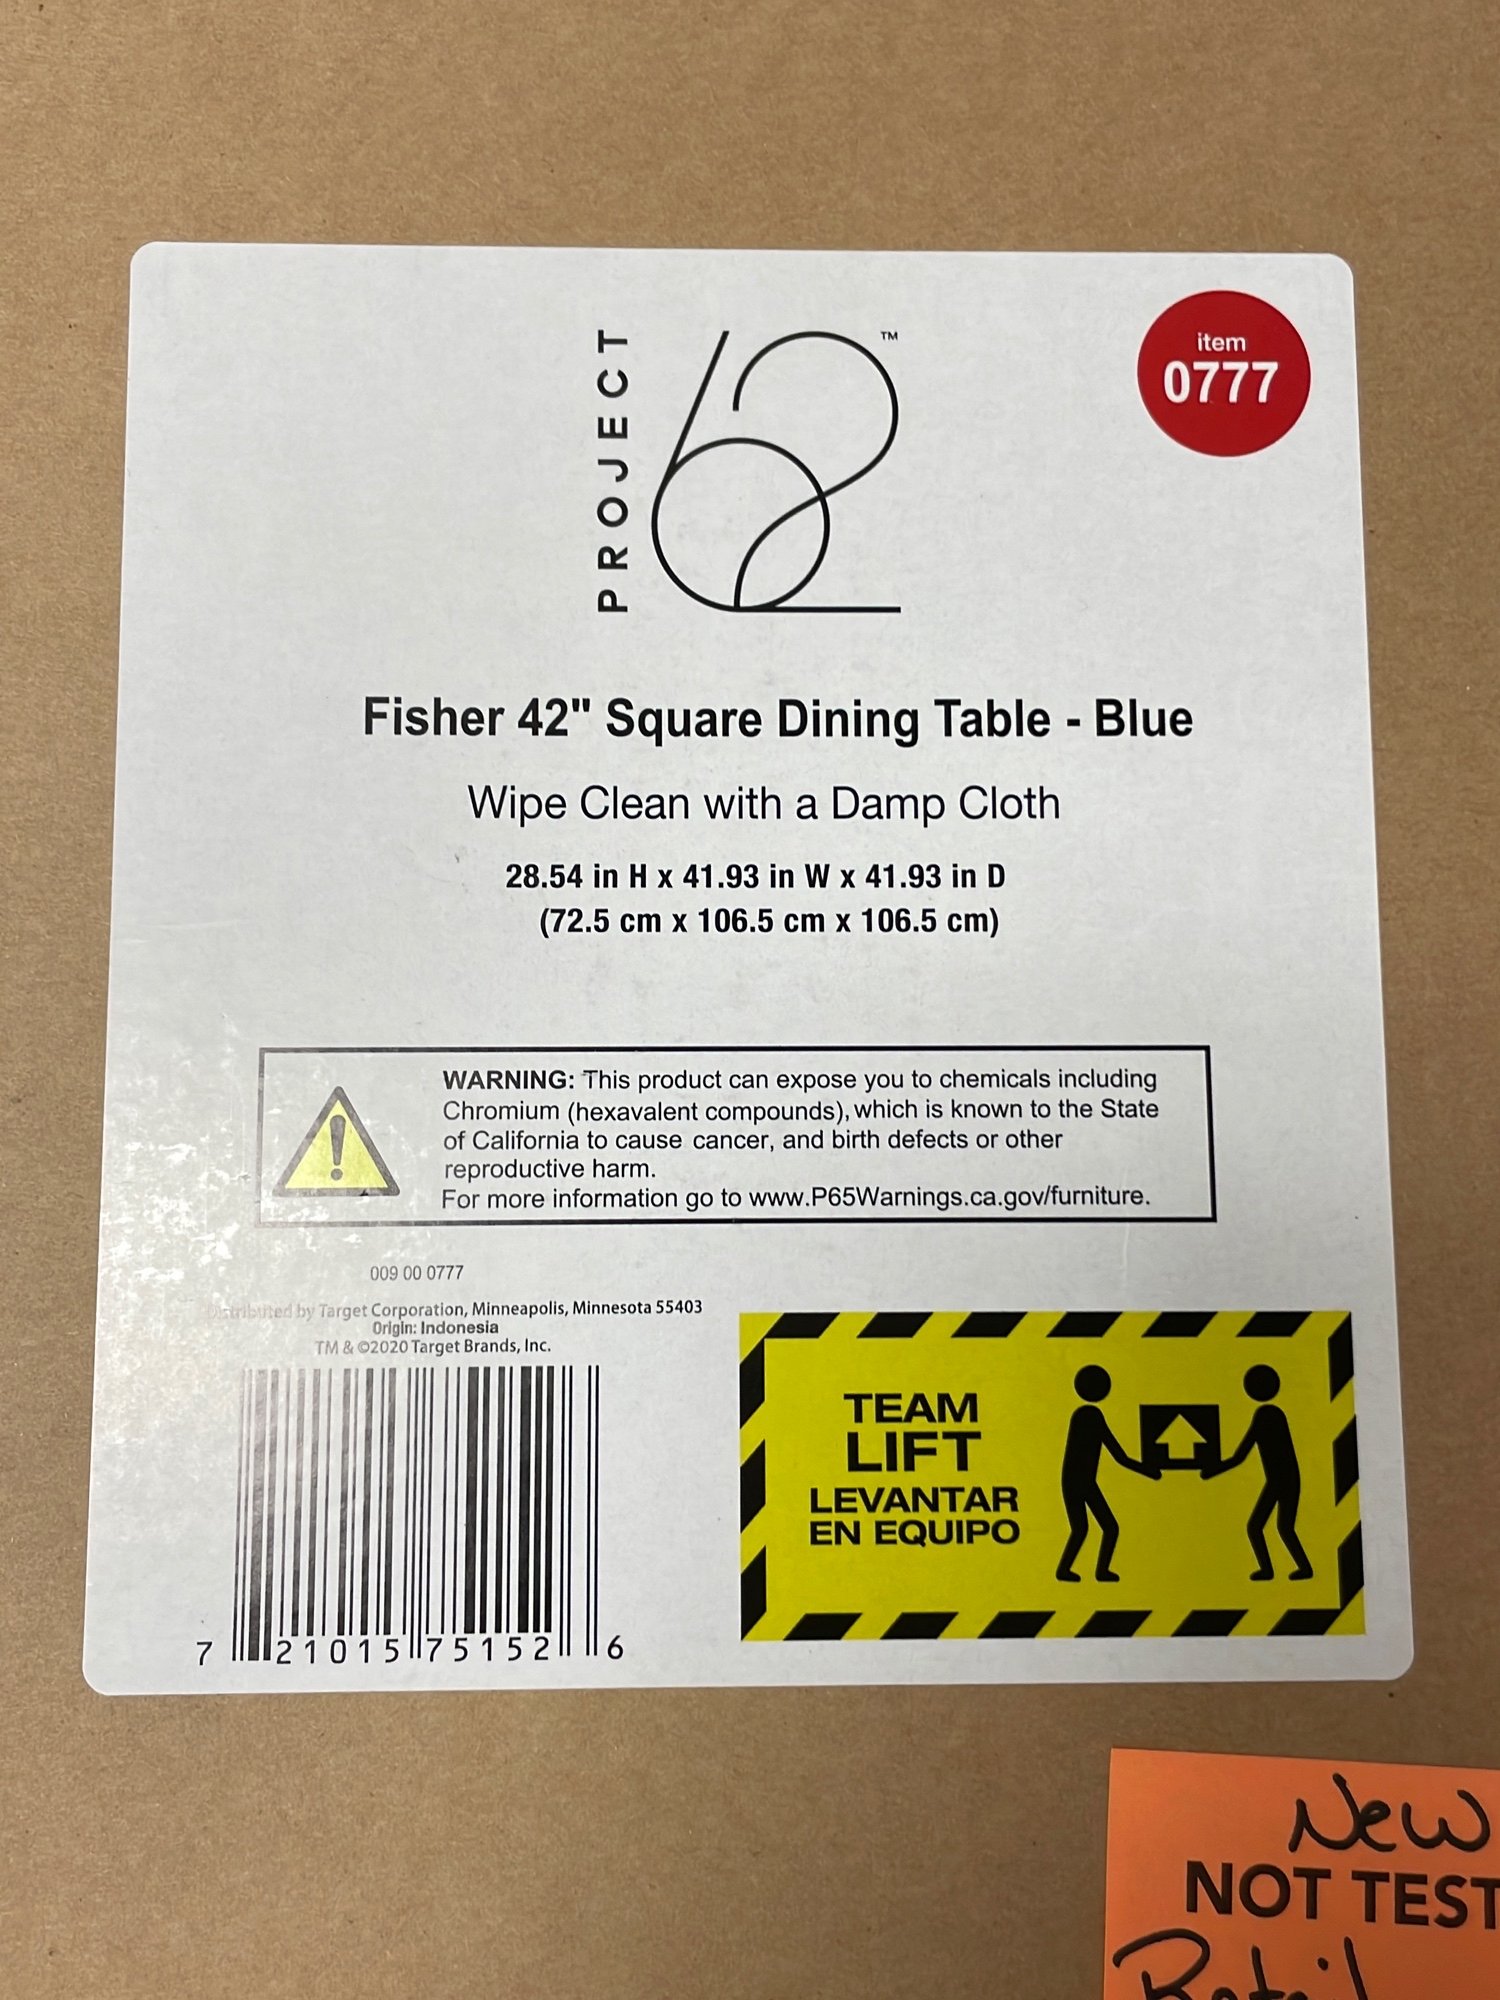 PROJECT
62™
item
0777
Fisher 42" Square Dining Table - Blue
Wipe Clean with a Damp Cloth
28.54 in H x 41.93 in W x 41.93 in D
(72.5 cm x 106.5 cm x 106.5 cm)
WARNING: This product can expose you to chemicals including
Chromium (hexavalent compounds), which is known to the State
of California to cause cancer, and birth defects or other
reproductive harm.
For more information go to www.P65Warnings.ca.gov/furniture.
009 00 0777
Distributed by Target Corporation, Minneapolis, Minnesota 55403
Origin: Indonesia
TM & ©2020 Target Brands, Inc.
7 21015 75152 6
TEAM
LIFT
LEVANTAR
EN EQUIPO
New
NOT TEST
Retail